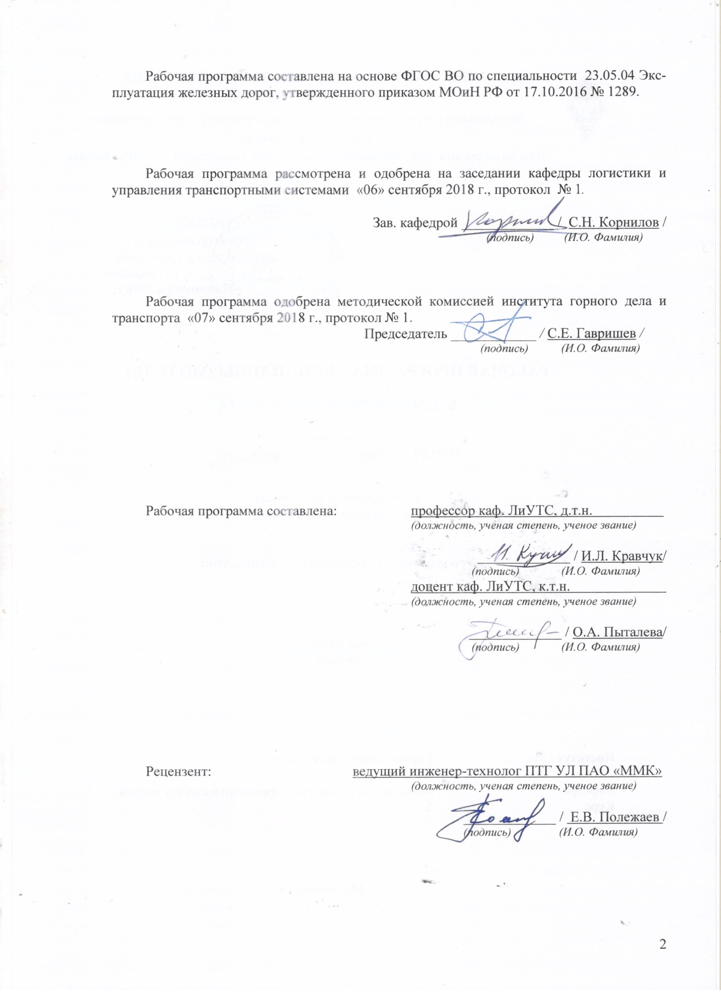 Рабочая программа составлена на основе ФГОС ВО по специальности 23.05.04 Экс-
плуатация железных дорог, утвержденного приказом МОиН РФ от 17.10.2016 № 1289.
Рабочая программа рассмотрена и одобрена на заседании кафедры логистики и
управления транспортными системами «06» сентября 2018 г., протокол № 1.
Зав. кафедрой / С.Н. Корнилов /
(подпись) (И.О. Фамилия)
Рабочая программа одобрена методической комиссией института горного дела и
транспорта «07» сентября 2018 г., протокол № 1.
Председатель / С.Е. Гавришев /
(подпись) (И.О. Фамилия)
Рабочая программа составлена: профессор каф. ЛиУТС, д.т.н.
(должность, ученая степень, ученое звание)
/ И.Л. Кравчук/
(подпись) (И.О. Фамилия)
доцент каф. ЛиУТС, к.т.н.
(должность, ученая степень, ученое звание)
/ О.А. Пыталева/
(подпись) (И.О. Фамилия)
Рецензент: ведущий инженер-технолог ПТГ УЛ ПАО «ММК»
(должность, ученая степень, ученое звание)
/ Е.В. Полежаев /
(подпись) (И.О. Фамилия)
2